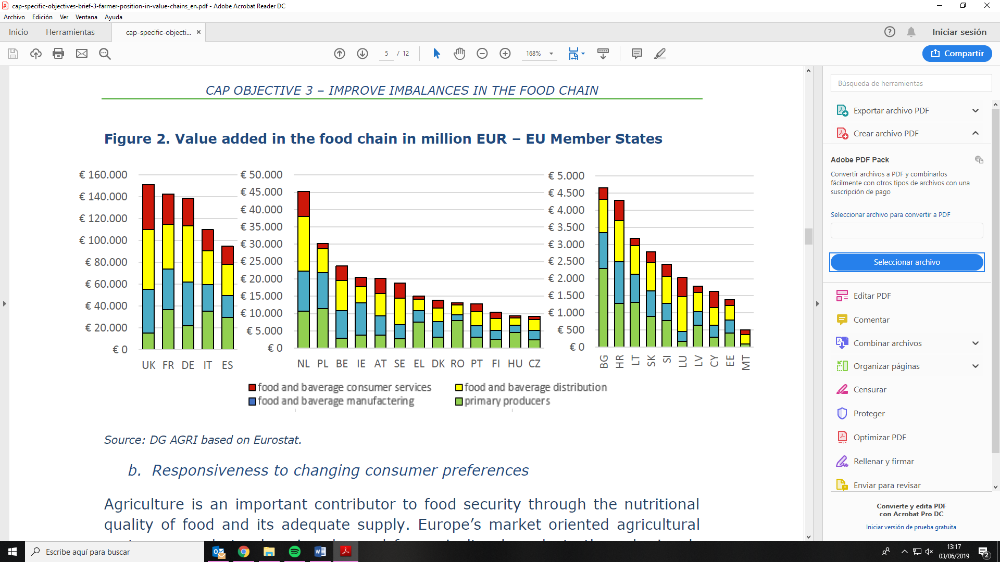 cap-specific-objectives-brief-3-farmer-position-in-value-chains_en.pdf - Adobe Acrobat Reader DC
Archivo Edición Ver Ventana Ayuda
Inicio Herramientas cap-specific-objecti... Iniciar sesión
5 / 12 168% Compartir
CAP OBJECTIVE 3 – IMPROVE IMBALANCES IN THE FOOD CHAIN
Figure 2. Value added in the food chain in million EUR – EU Member States
€ 160.000
€ 140.000
€ 120.000
€ 100.000
€ 80.000
€ 60.000
€ 40.000
€ 20.000
€ 0
UK FR DE IT ES
€ 50.000
€ 45.000
€ 40.000
€ 35.000
€ 30.000
€ 25.000
€ 20.000
€ 15.000
€ 10.000
€ 5.000
€ 0
NL PL BE IE AT SE EL DK RO PT FI HU CZ
€ 5.000
€ 4.500
€ 4.000
€ 3.500
€ 3.000
€ 2.500
€ 2.000
€ 1.500
€ 1.000
€ 500
€ 0
BG HR LT SK SI LU LV CY EE MT
food and baverage consumer services food and baverage distribution
food and baverage manufactering primary producers
Source: DG AGRI based on Eurostat.
b. Responsiveness to changing consumer preferences
Agriculture is an important contributor to food security through the nutritional
quality of food and its adequate supply. Europe's market oriented agricultural
Búsqueda de herramientas
Exportar archivo PDF
Crear archivo PDF
Adobe PDF Pack
Convertir archivos a PDF y combinarlos
fácilmente con otros tipos de archivos con una
suscripción de pago
Seleccionar archivo para convertir a PDF
Seleccionar archivo
Editar PDF
Comentar
Combinar archivos
Organizar páginas
Censurar
Proteger
Optimizar PDF
Rellenar y firmar
Enviar para revisar
Convierte y edita PDF
con Acrobat Pro DC
Iniciar versión de prueba gratuita
Escribe aquí para buscar
13:17
03/06/2019
2